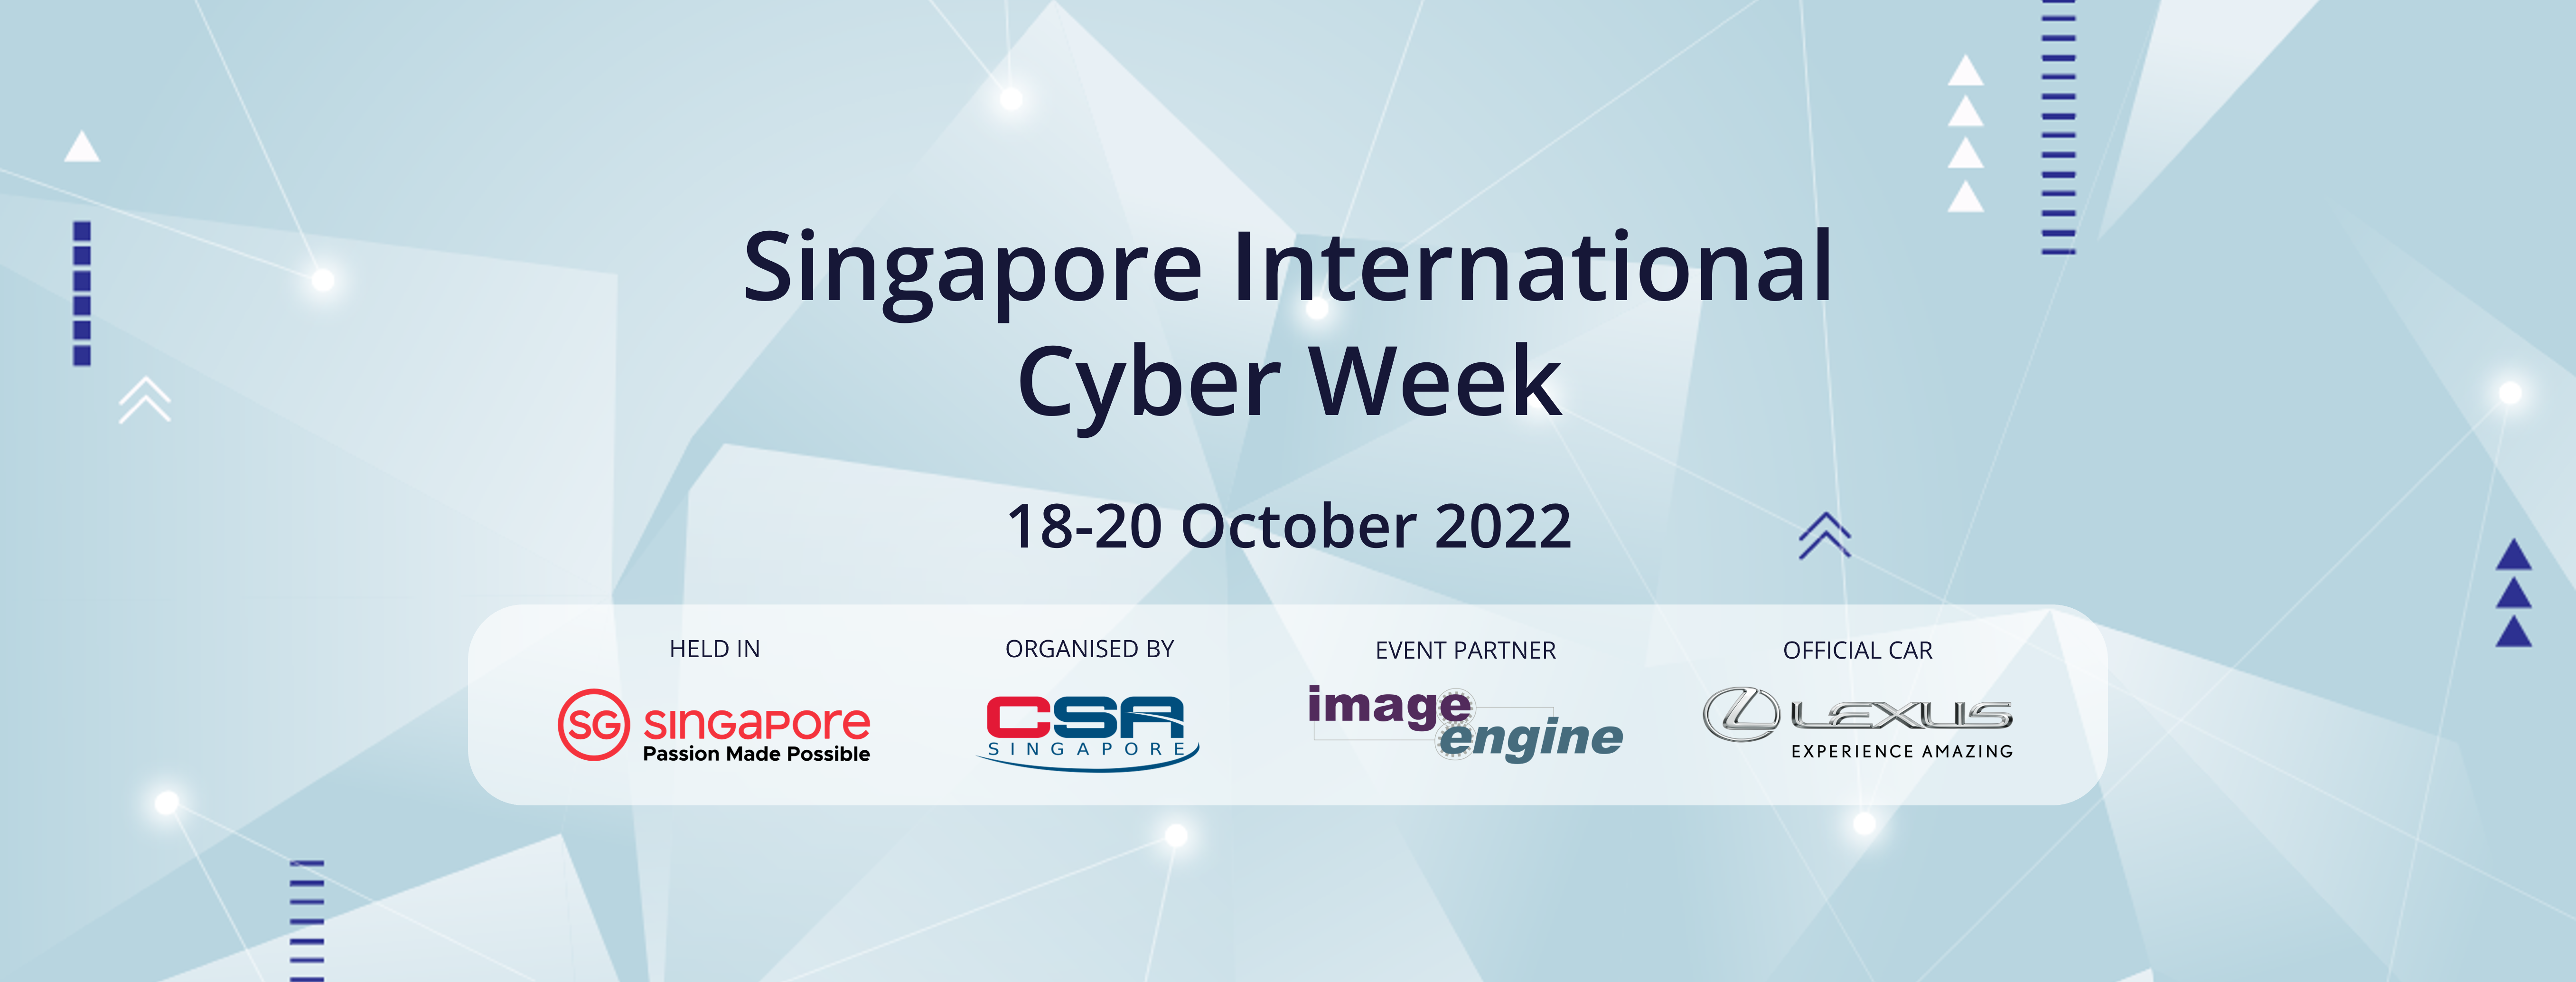 Singapore International
Cyber Week
18-20 October 2022
HELD IN
ORGANISED BY
EVENT PARTNER
OFFICIAL CAR
SG singapore
Passion Made Possible
CSA
SINGAPORE
image
engine
LEXUS
EXPERIENCE AMAZING